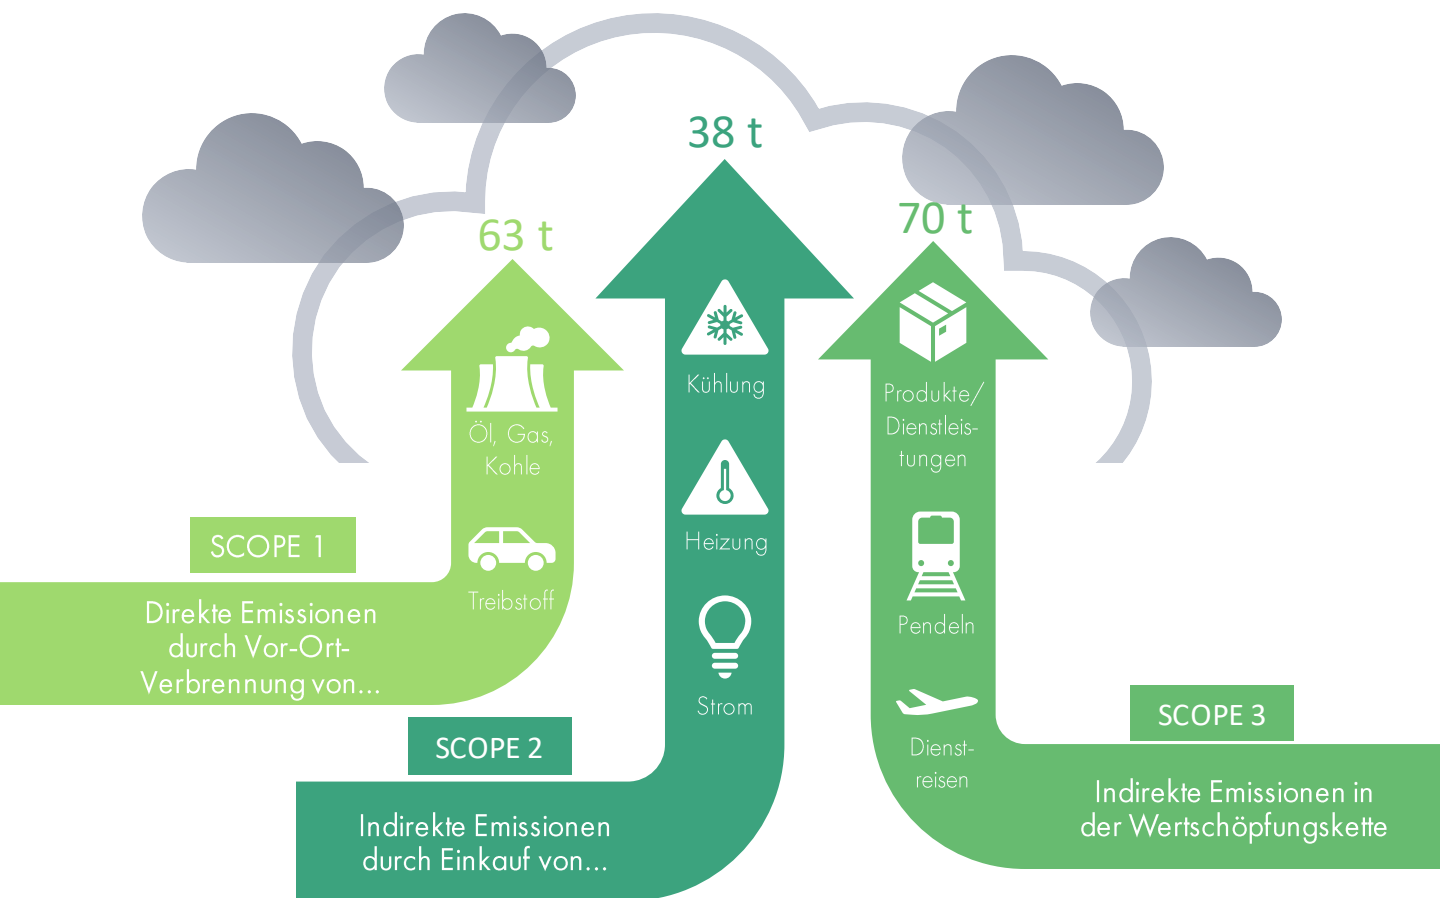 38 t
63 t
70 t
Öl, Gas,
Kohle
Treibstoff
SCOPE 1
Direkte Emissionen
durch Vor-Ort-
Verbrennung von...
Kühlung
Heizung
Strom
SCOPE 2
Indirekte Emissionen
durch Einkauf von...
Produkte/
Dienstleis-
tungen
Pendeln
Dienst-
reisen
SCOPE 3
Indirekte Emissionen in
der Wertschöpfungskette